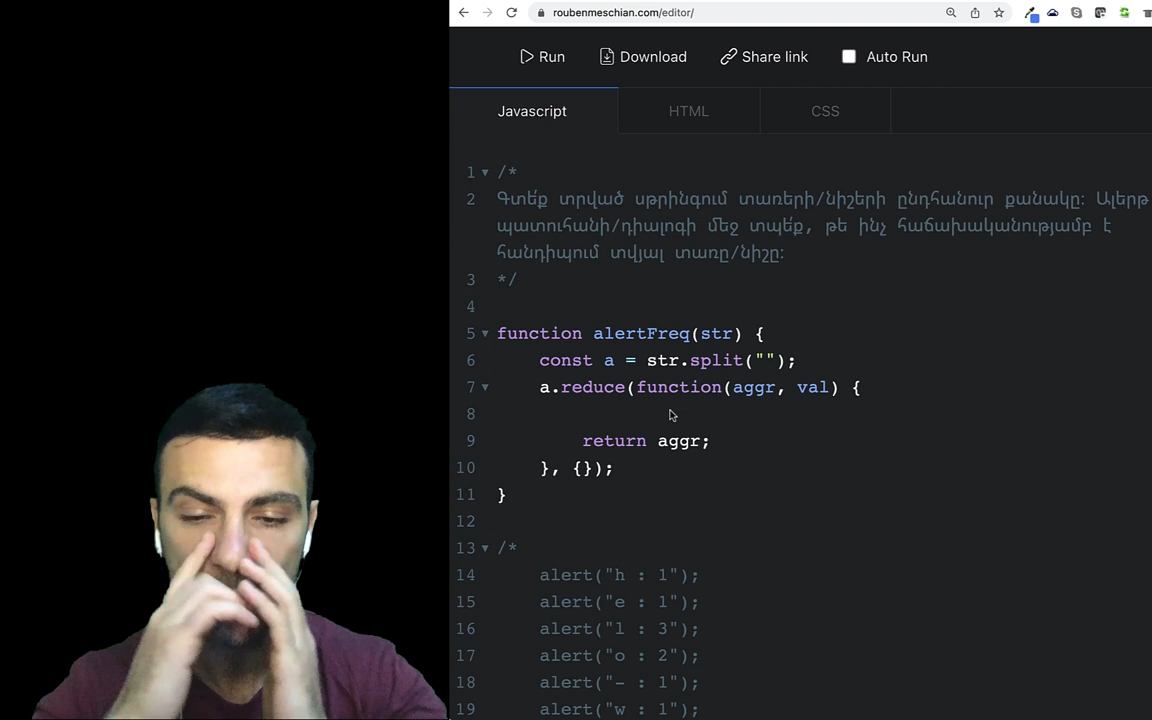 roubenmeschian.com/editor/
Run Download Share link Auto Run
Javascript HTML CSS
1 /*
2 Գտե՛ք տրված սթրինգում տառերի/նիշերի ընդհանուր քանակը։ Ալերթ
պատուհանի/դիալոգի մեջ տպե՛ք, թե ինչ հաճախականությամբ է
հանդիպում տվյալ տառը/նիշը։
3 */
4
5 function alertFreq(str) {
6 const a = str.split("");
7 a.reduce(function(aggr, val) {
8
9 return aggr;
10 }, {});
11 }
12
13 /*
14 alert("h : 1");
15 alert("e : 1");
16 alert("l : 3");
17 alert("o : 2");
18 alert("- : 1");
19 alert("w : 1");